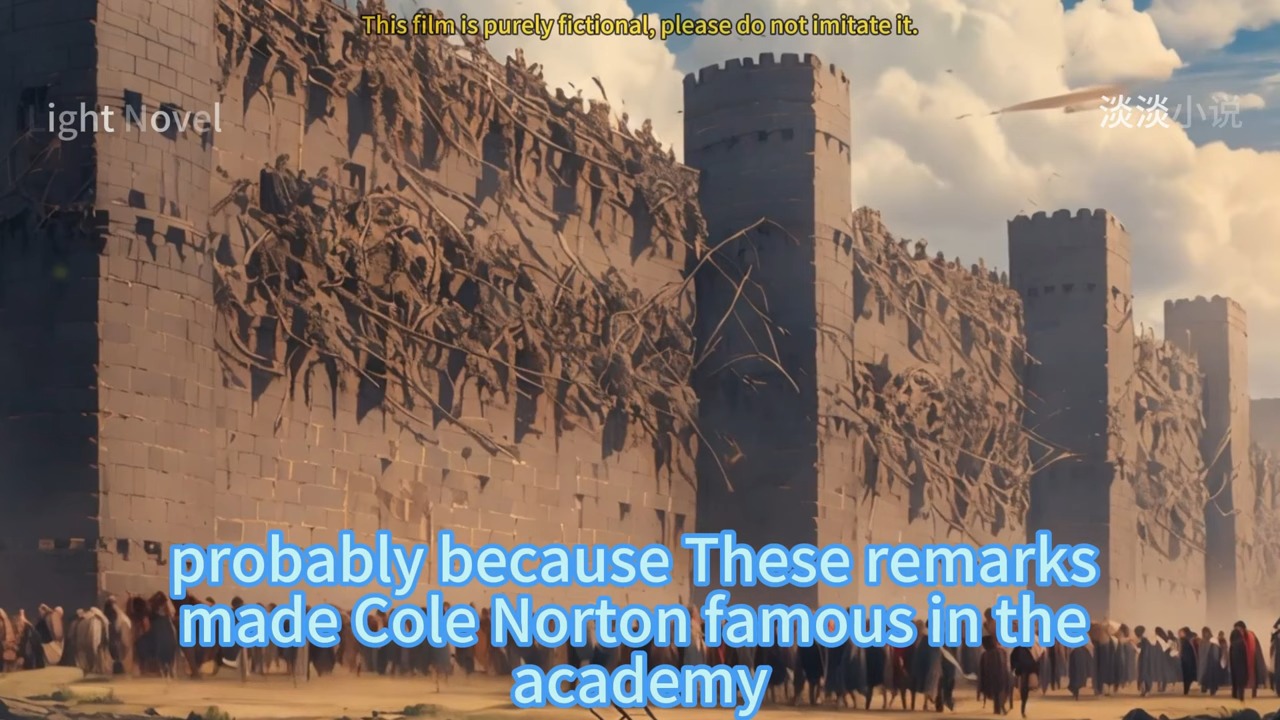 This film is purely fictional, please do not imitate it.
ight Novel
淡淡小说
probably because These remarks
made Cole Norton famous in the
academy